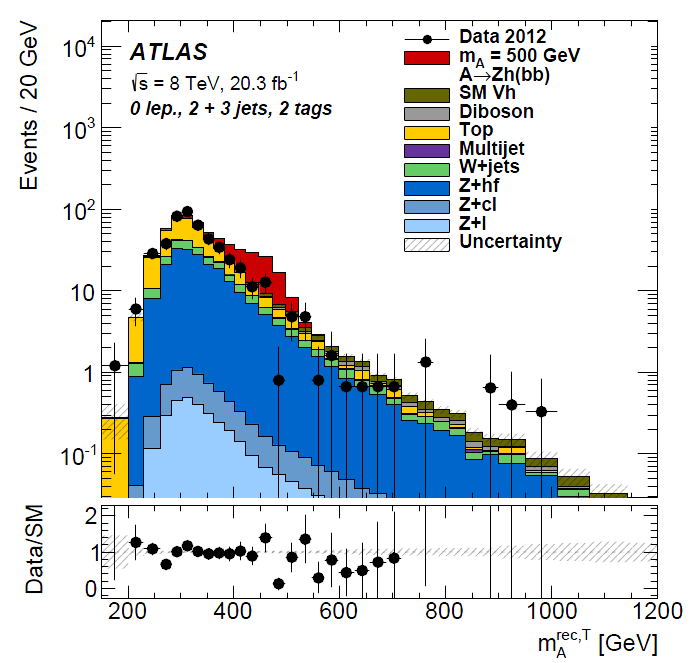 Events / 20 GeV
10⁴
10³
10²
10
1
10⁻¹
ATLAS
√s = 8 TeV, 20.3 fb⁻¹
0 lep., 2 + 3 jets, 2 tags
Data 2012
m_A = 500 GeV
A→Zh(bb)
SM Vh
Diboson
Top
Multijet
W+jets
Z+hf
Z+cl
Z+l
Uncertainty
Data/SM
2
1
0
200 400 600 800 1000 1200
m_A^rec,T [GeV]